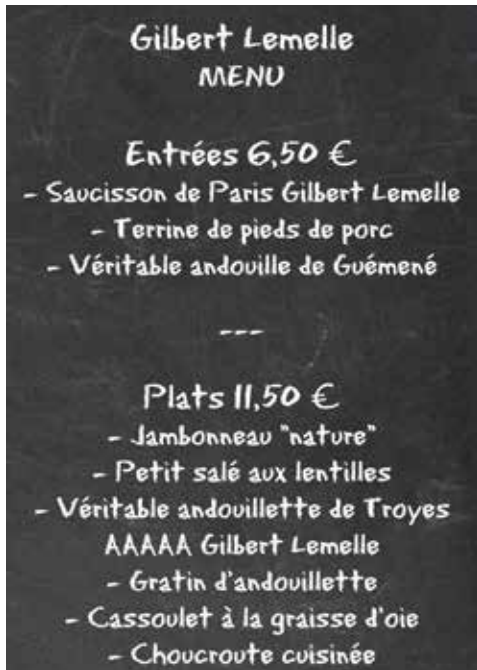 Gilbert Lemelle
MENU
Entrées 6,50 €
- Saucisson de Paris Gilbert Lemelle
- Terrine de pieds de porc
- Véritable andouille de Guémené
---
Plats 11,50 €
- Jambonneau "nature"
- Petit salé aux lentilles
- Véritable andouillette de Troyes
AAAAA Gilbert Lemelle
- Gratin d'andouillette
- Cassoulet à la graisse d'oie
- Choucroute cuisinée